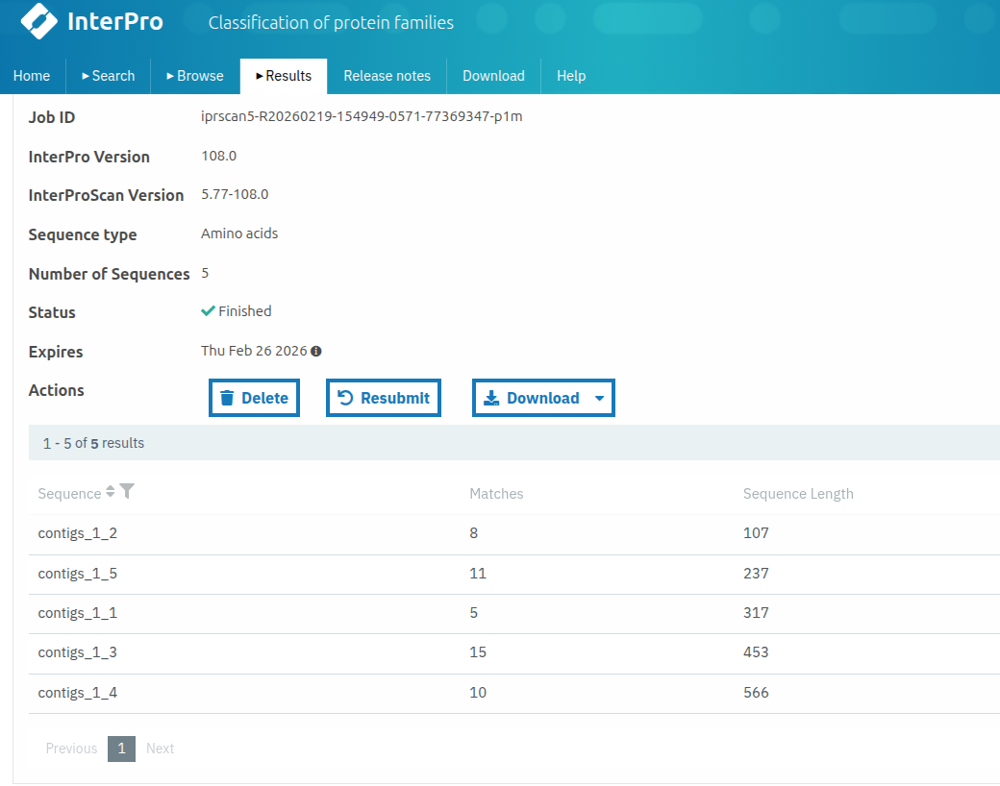 InterPro Classification of protein families
Home ▸ Search ▸ Browse ▸ Results Release notes Download Help
Job ID iprscan5-R20260219-154949-0571-77369347-p1m
InterPro Version 108.0
InterProScan Version 5.77-108.0
Sequence type Amino acids
Number of Sequences 5
Status Finished
Expires Thu Feb 26 2026
Actions Delete Resubmit Download
1 - 5 of 5 results
Sequence Matches Sequence Length
contigs_1_2 8 107
contigs_1_5 11 237
contigs_1_1 5 317
contigs_1_3 15 453
contigs_1_4 10 566
Previous 1 Next